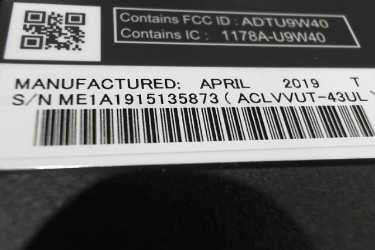 Contains FCC ID : ADTU9W40
Contains IC : 1178A-U9W40
MANUFACTURED: APRIL 2019 T
S/N ME1A1915135873 ( ACLVVUT-43UL )